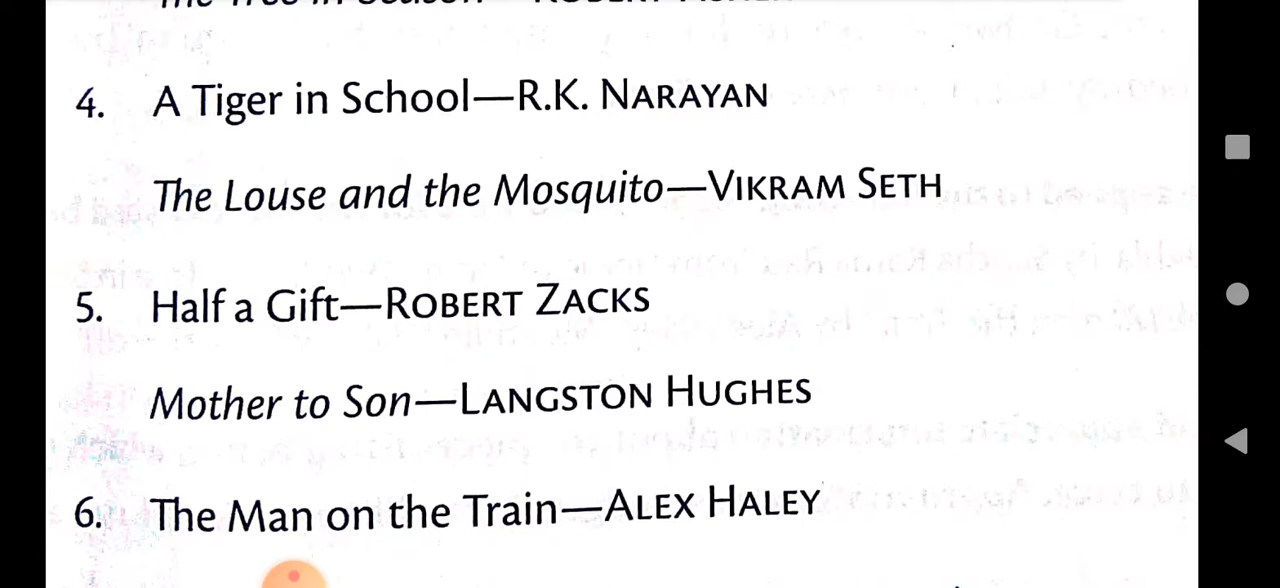 4. A Tiger in School—R.K. NARAYAN
The Louse and the Mosquito—VIKRAM SETH
5. Half a Gift—ROBERT ZACKS
Mother to Son—LANGSTON HUGHES
6. The Man on the Train—ALEX HALEY